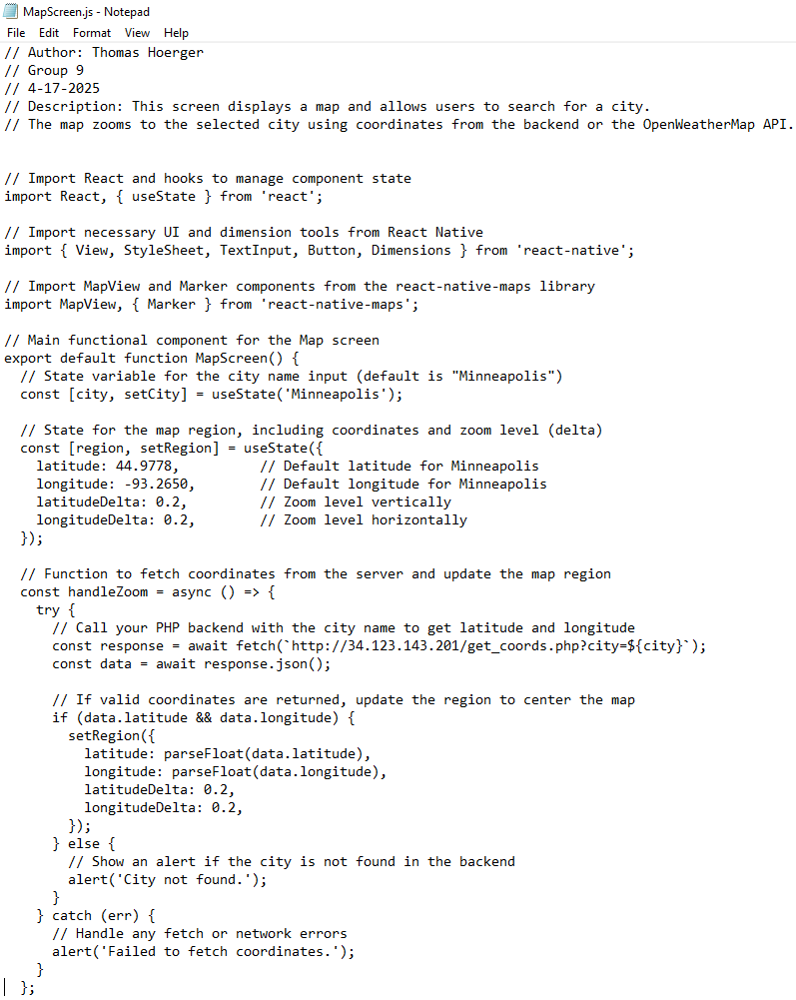 MapScreen.js - Notepad
File Edit Format View Help
// Author: Thomas Hoerger
// Group 9
// 4-17-2025
// Description: This screen displays a map and allows users to search for a city.
// The map zooms to the selected city using coordinates from the backend or the OpenWeatherMap API.


// Import React and hooks to manage component state
import React, { useState } from 'react';

// Import necessary UI and dimension tools from React Native
import { View, StyleSheet, TextInput, Button, Dimensions } from 'react-native';

// Import MapView and Marker components from the react-native-maps library
import MapView, { Marker } from 'react-native-maps';

// Main functional component for the Map screen
export default function MapScreen() {
  // State variable for the city name input (default is "Minneapolis")
  const [city, setCity] = useState('Minneapolis');

  // State for the map region, including coordinates and zoom level (delta)
  const [region, setRegion] = useState({
    latitude: 44.9778,          // Default latitude for Minneapolis
    longitude: -93.2650,        // Default longitude for Minneapolis
    latitudeDelta: 0.2,         // Zoom level vertically
    longitudeDelta: 0.2,        // Zoom level horizontally
  });

  // Function to fetch coordinates from the server and update the map region
  const handleZoom = async () => {
    try {
      // Call your PHP backend with the city name to get latitude and longitude
      const response = await fetch(`http://34.123.143.201/get_coords.php?city=${city}`);
      const data = await response.json();

      // If valid coordinates are returned, update the region to center the map
      if (data.latitude && data.longitude) {
        setRegion({
          latitude: parseFloat(data.latitude),
          longitude: parseFloat(data.longitude),
          latitudeDelta: 0.2,
          longitudeDelta: 0.2,
        });
      } else {
        // Show an alert if the city is not found in the backend
        alert('City not found.');
      }
    } catch (err) {
      // Handle any fetch or network errors
      alert('Failed to fetch coordinates.');
    }
  };